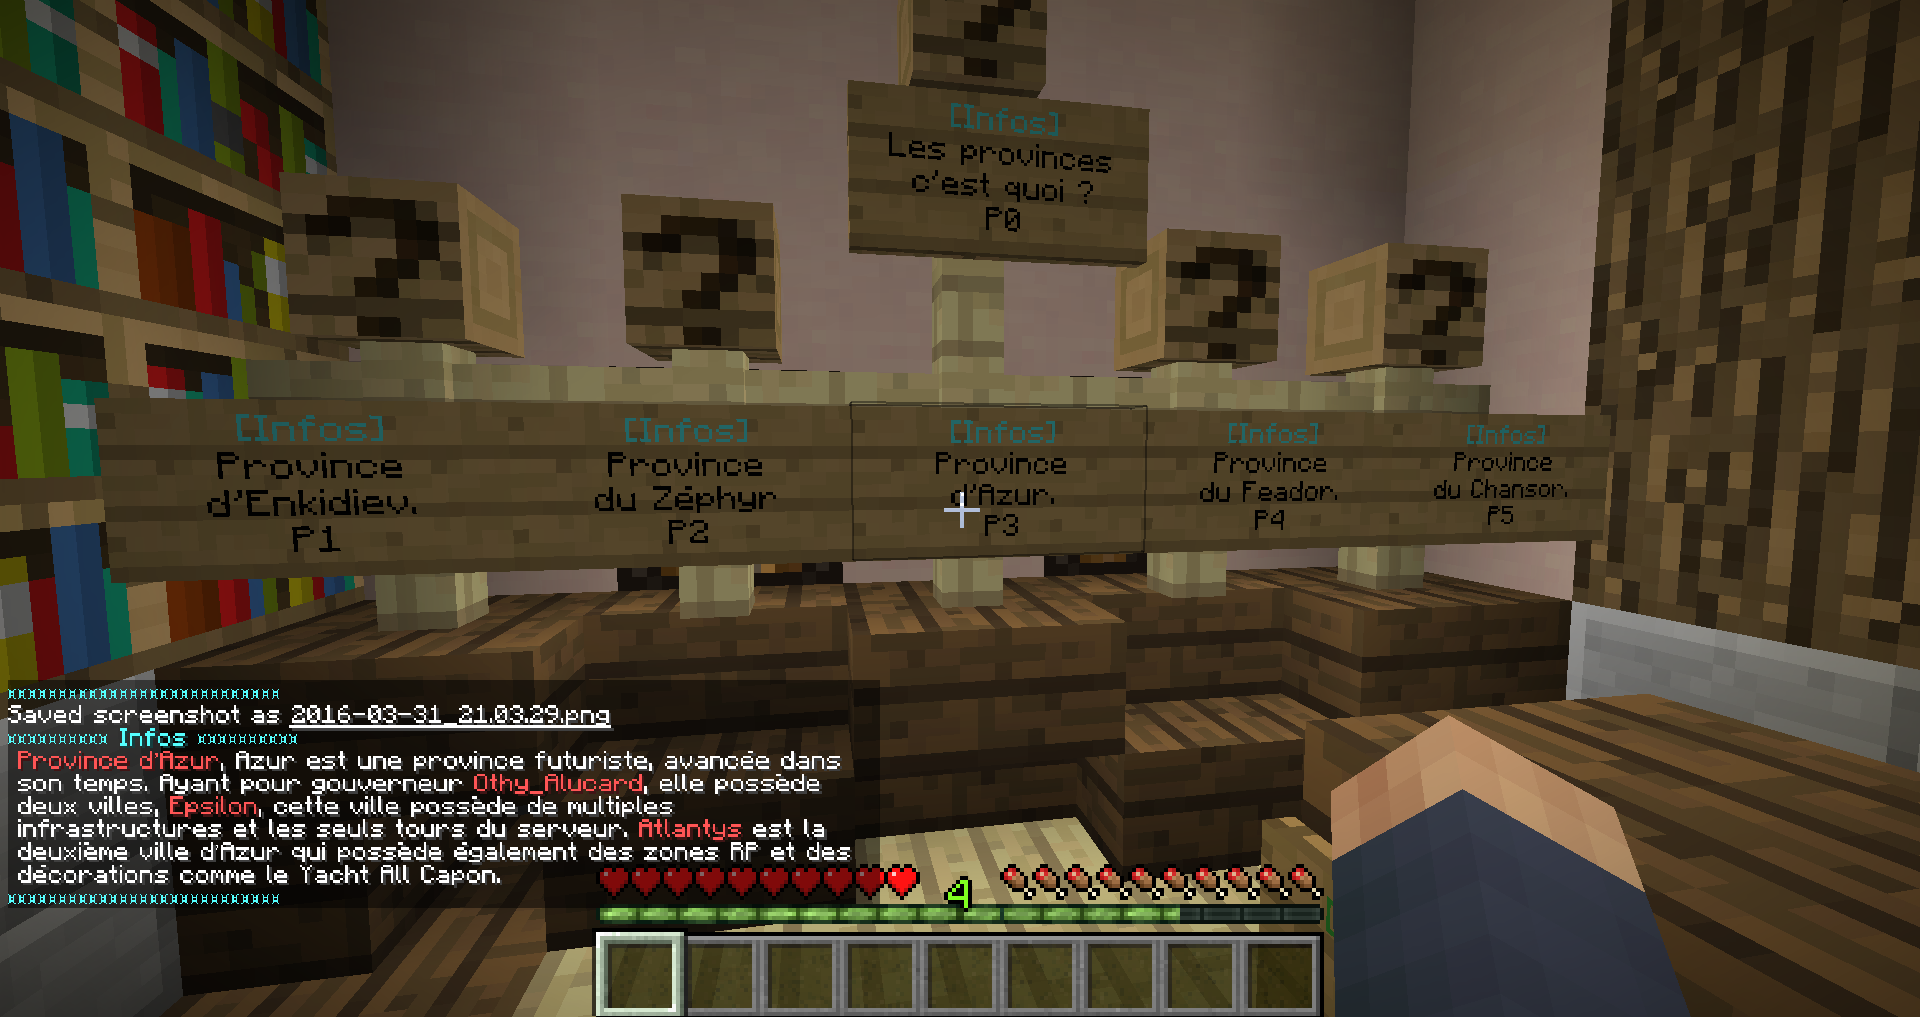 [Infos]
Les provinces
c'est quoi ?
P0
[Infos]
Province
d'Enkidiev.
P1
[Infos]
Province
du Zéphyr
P2
[Infos]
Province
d'Azur.
P3
[Infos]
Province
du Feador.
P4
[Infos]
Province
du Chanson.
P5
Saved screenshot as 2016-03-31_21.03.29.png
Infos
Province d'Azur, Azur est une province futuriste, avancée dans
son temps. Ayant pour gouverneur Othy_Alucard, elle possède
deux villes, Epsilon, cette ville possède de multiples
infrastructures et les seuls tours du serveur. Atlantys est la
deuxième ville d'Azur qui possède également des zones RP et des
décorations comme le Yacht All Capon.
4